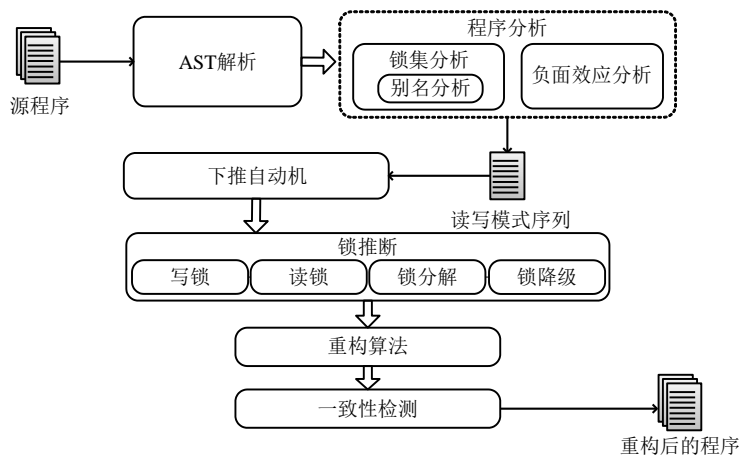 源程序
AST解析
程序分析
锁集分析
别名分析
负面效应分析
下推自动机
读写模式序列
锁推断
写锁
读锁
锁分解
锁降级
重构算法
一致性检测
重构后的程序